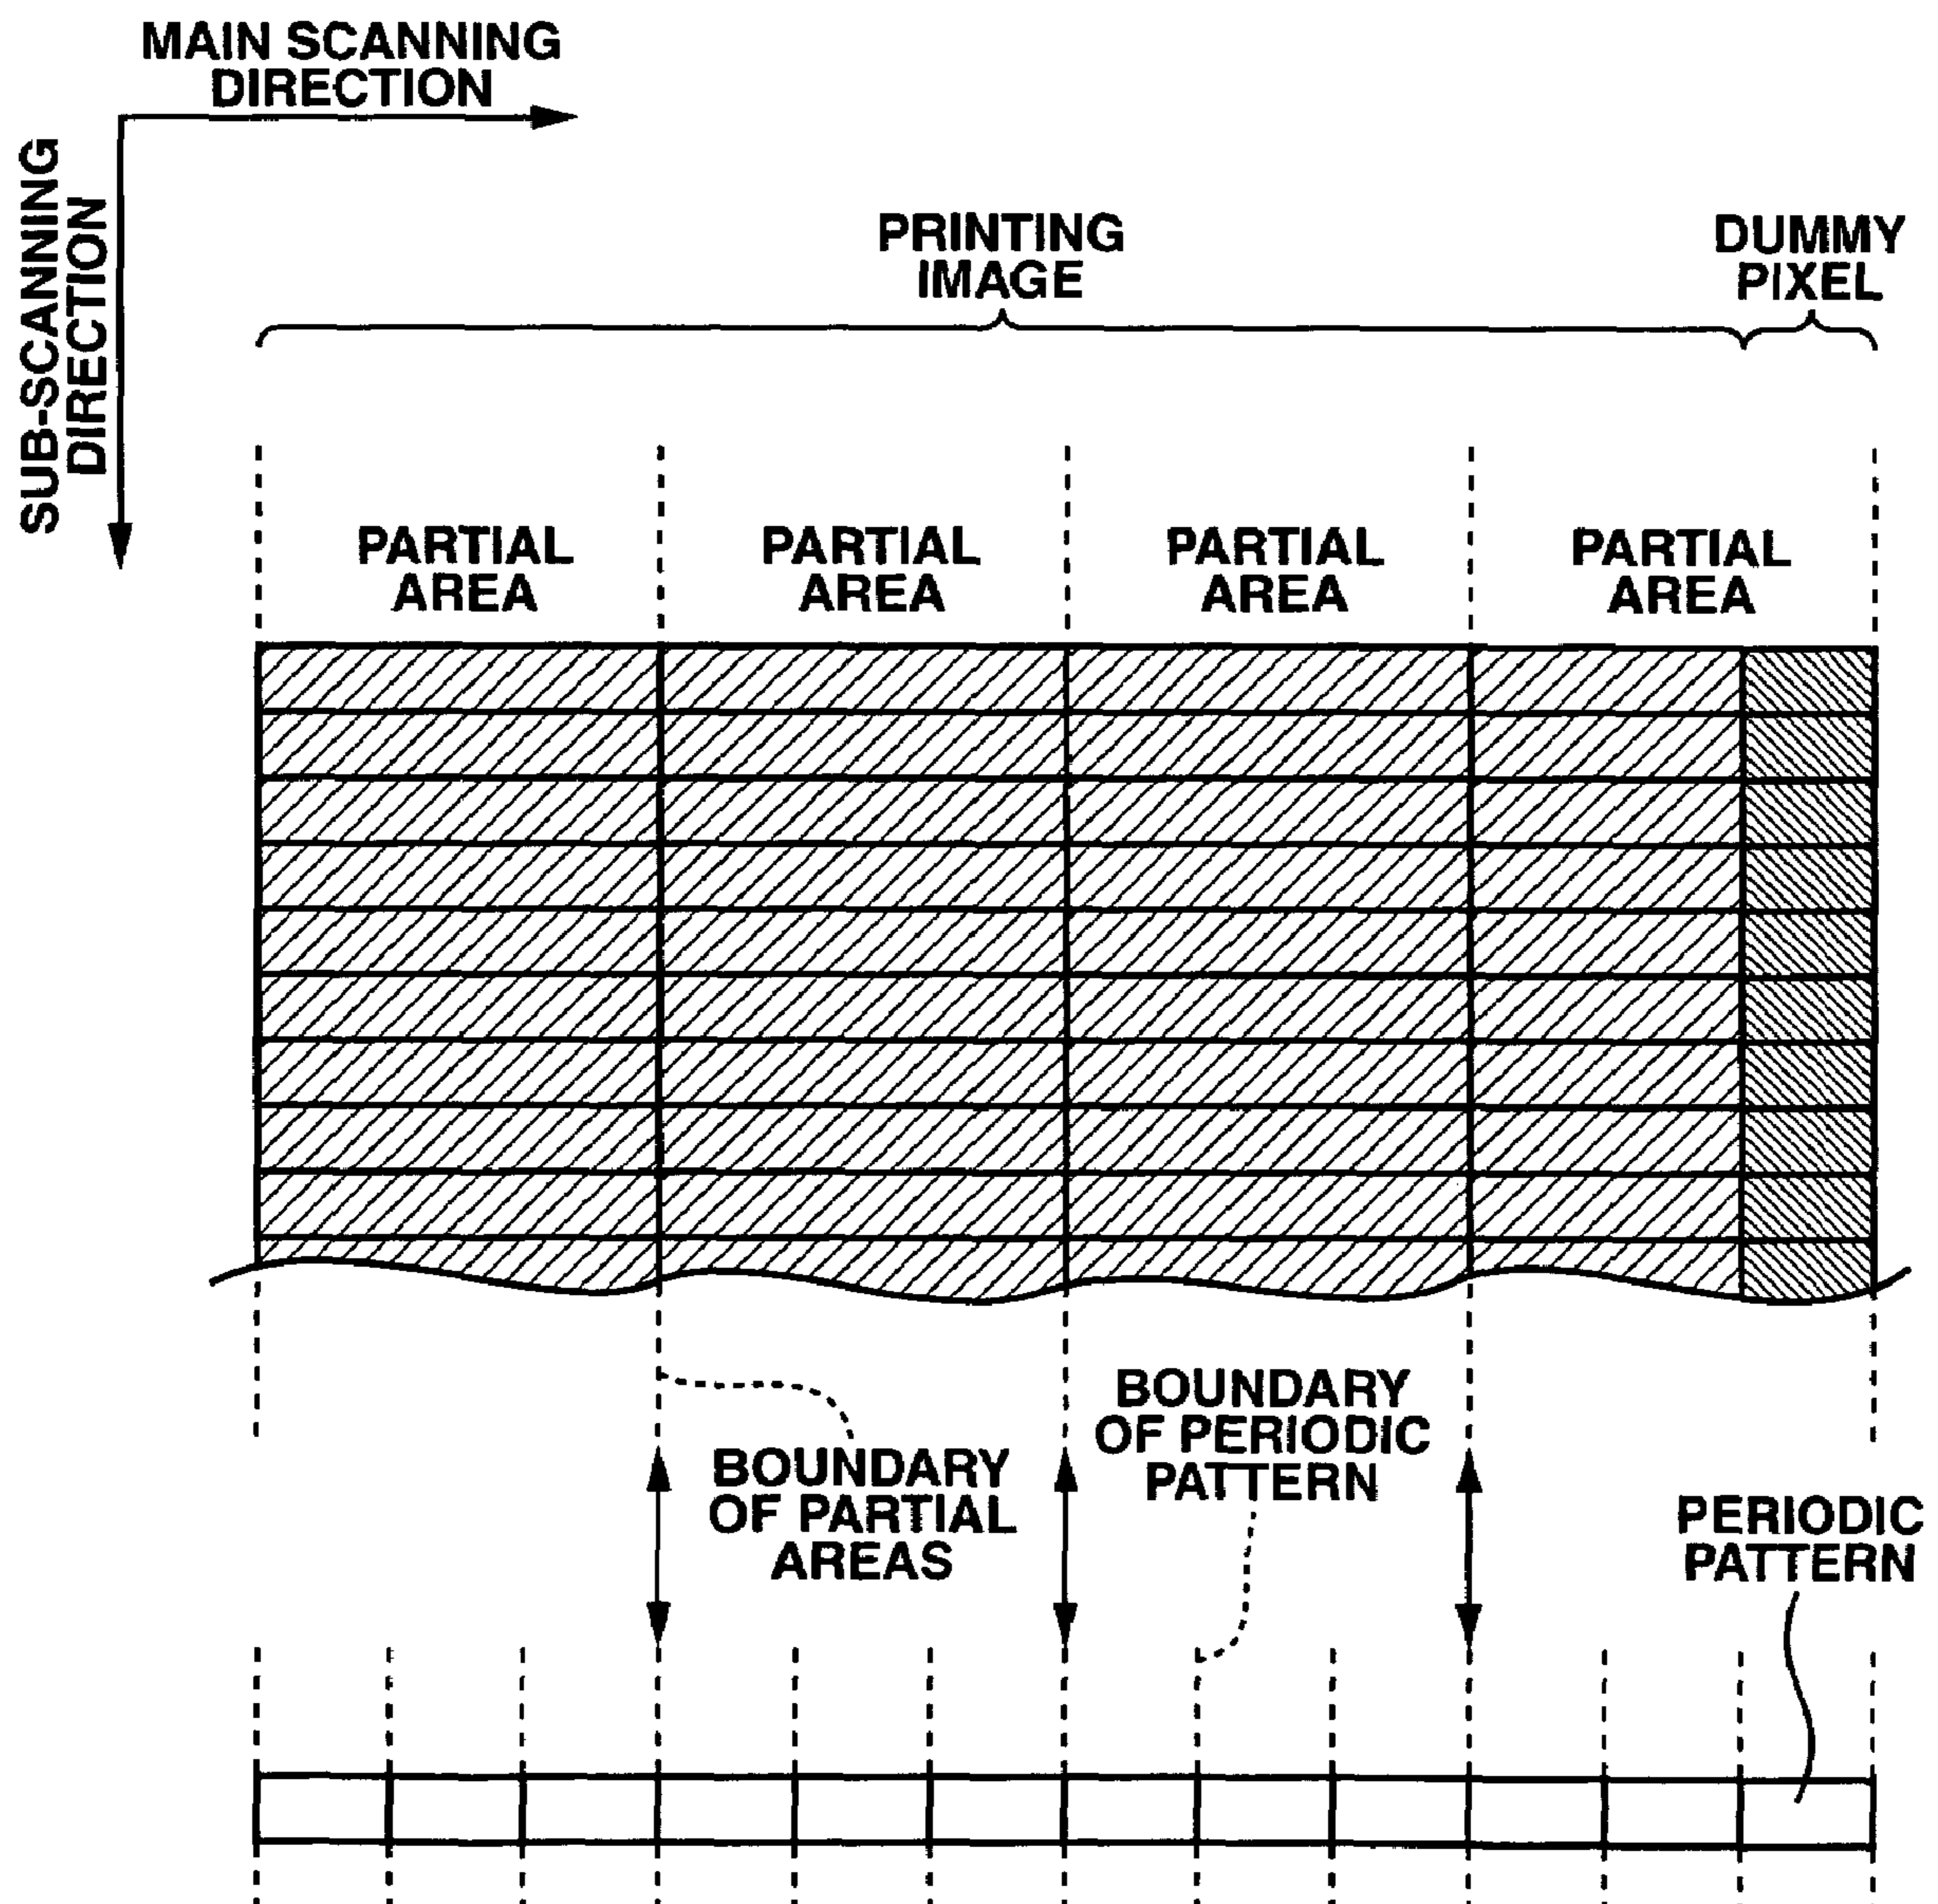 MAIN SCANNING
DIRECTION
SUB-SCANNING
DIRECTION
PRINTING
IMAGE
DUMMY
PIXEL
PARTIAL
AREA
PARTIAL
AREA
PARTIAL
AREA
PARTIAL
AREA
BOUNDARY
OF PARTIAL
AREAS
BOUNDARY
OF PERIODIC
PATTERN
PERIODIC
PATTERN